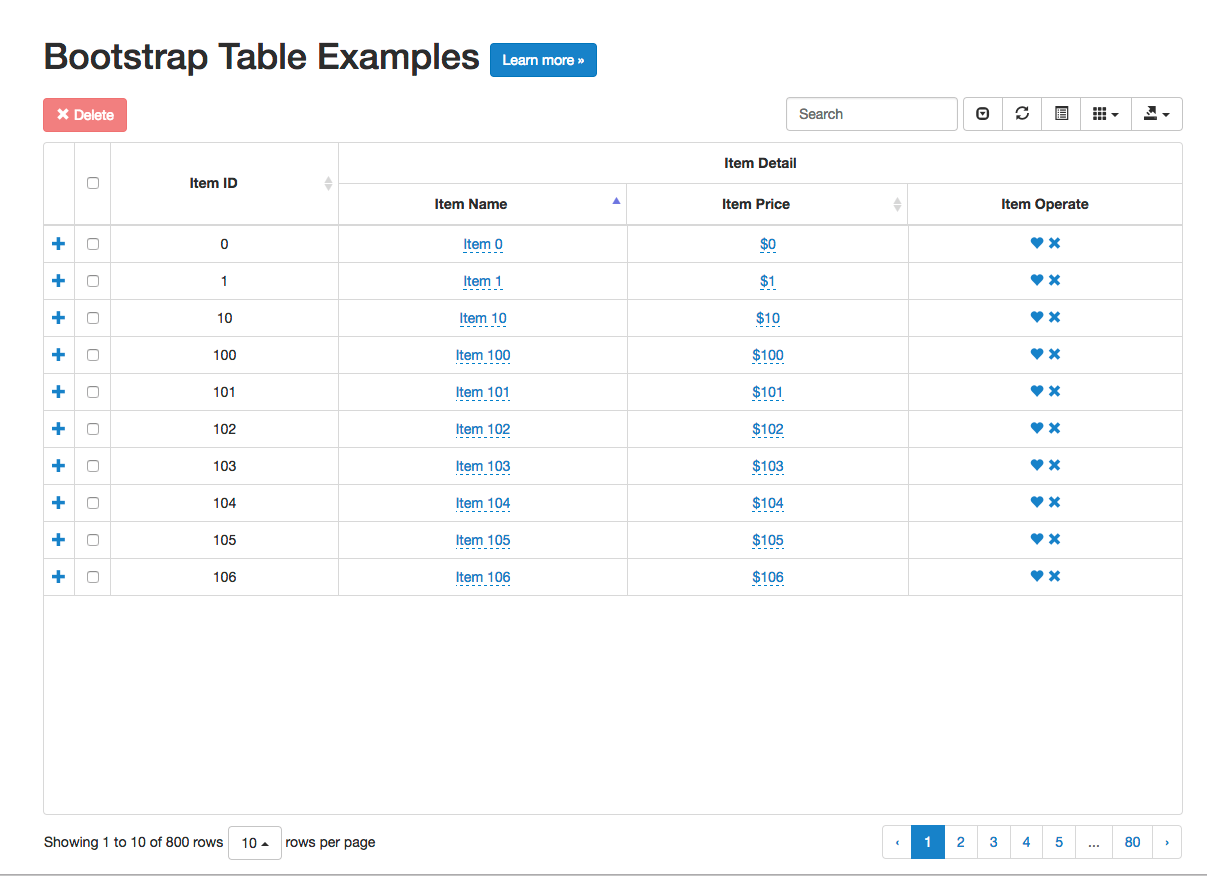 Bootstrap Table Examples Learn more »
Delete Search
Item ID Item Detail
Item Name Item Price Item Operate
0 Item 0 $0
1 Item 1 $1
10 Item 10 $10
100 Item 100 $100
101 Item 101 $101
102 Item 102 $102
103 Item 103 $103
104 Item 104 $104
105 Item 105 $105
106 Item 106 $106
Showing 1 to 10 of 800 rows 10 rows per page ‹ 1 2 3 4 5 ... 80 ›